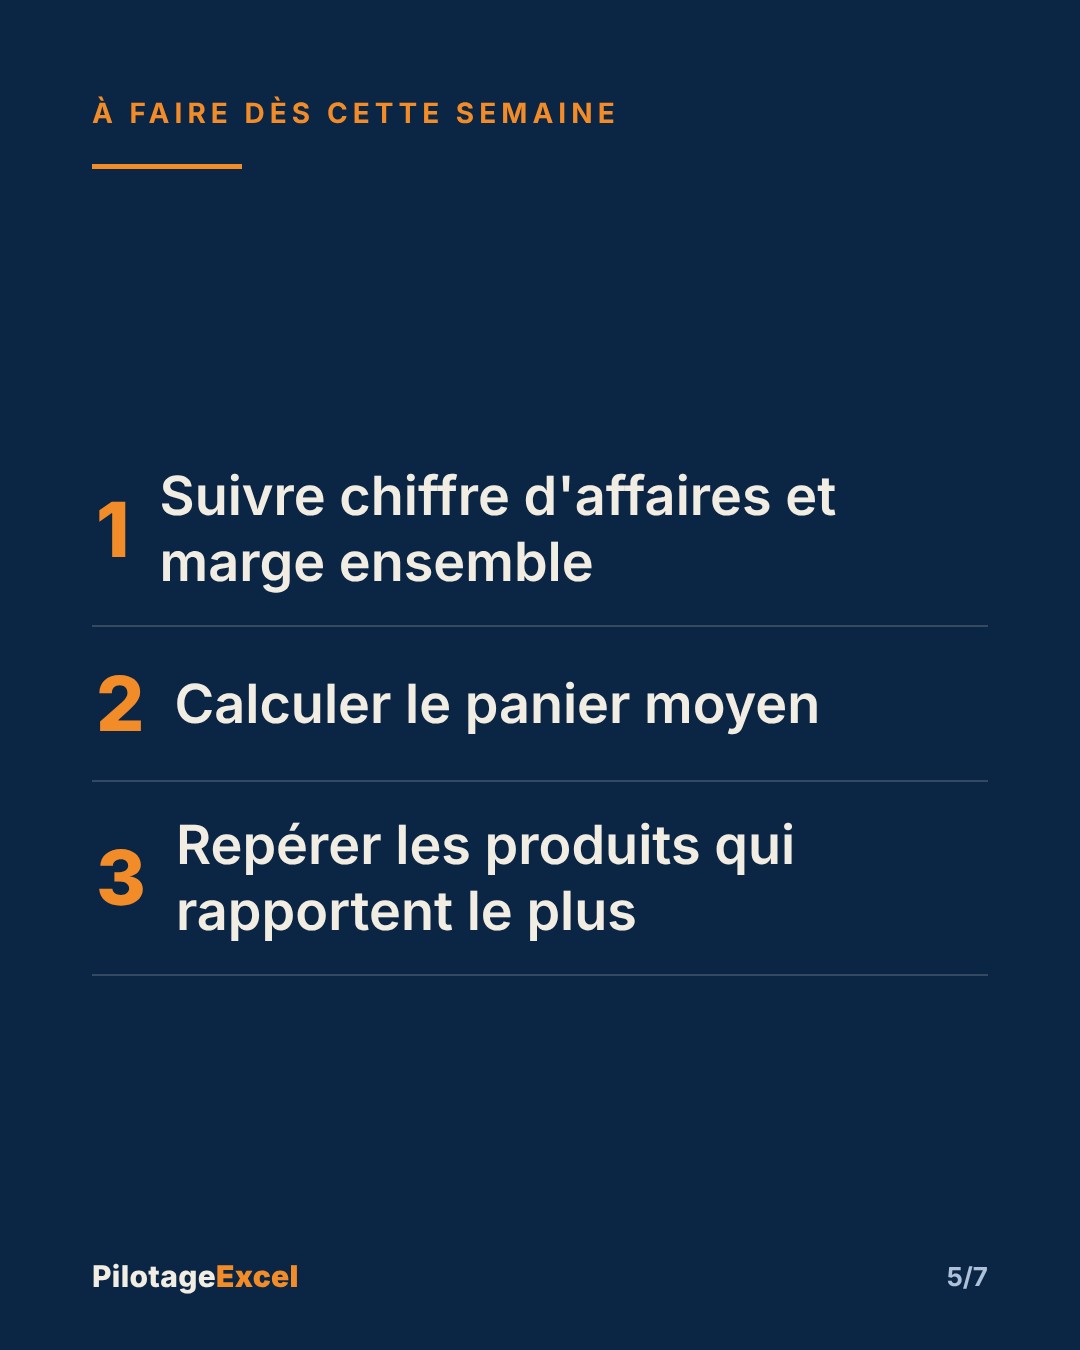 À FAIRE DÈS CETTE SEMAINE
1 Suivre chiffre d'affaires et
marge ensemble
2 Calculer le panier moyen
3 Repérer les produits qui
rapportent le plus
PilotageExcel
5/7